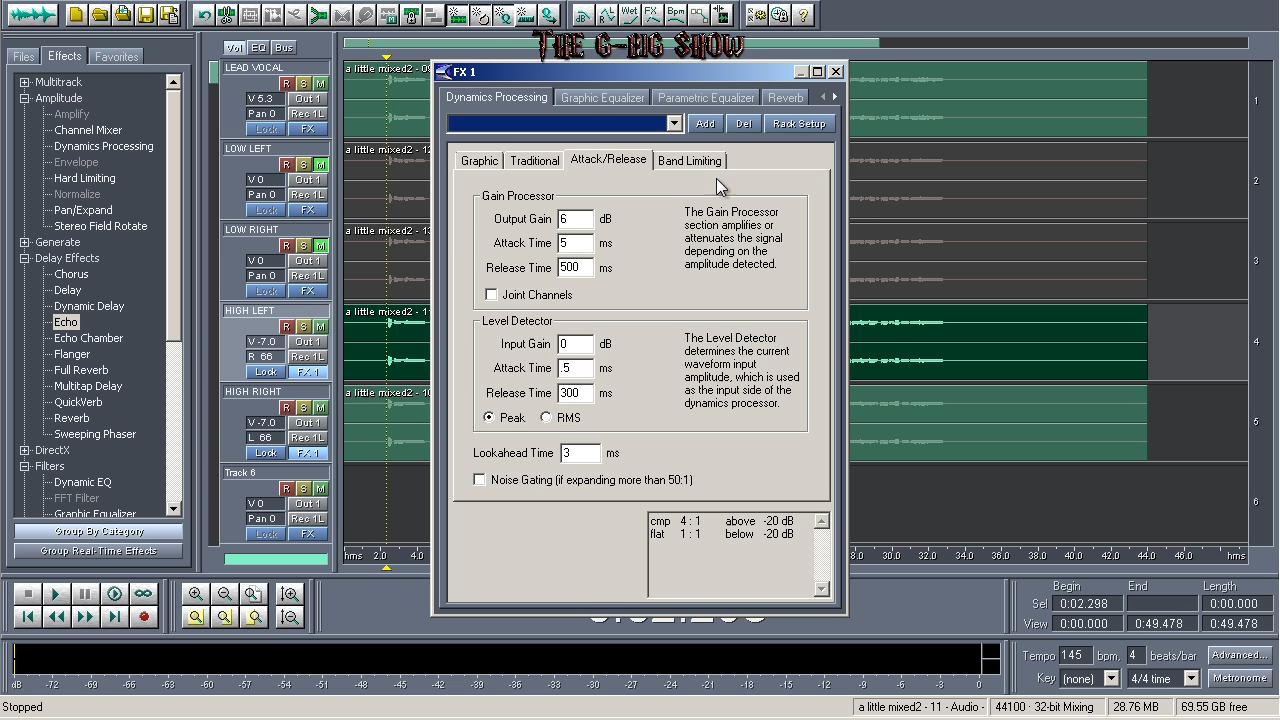 Wet FX Bpm
THE G-MG SHOW
Files Effects Favorites
Multitrack
Amplitude
Amplify
Channel Mixer
Dynamics Processing
Envelope
Hard Limiting
Normalize
Pan/Expand
Stereo Field Rotate
Generate
Delay Effects
Chorus
Delay
Dynamic Delay
Echo
Echo Chamber
Flanger
Full Reverb
Multitap Delay
QuickVerb
Reverb
Sweeping Phaser
DirectX
Filters
Dynamic EQ
FFT Filter
Graphic Equalizer
Group By Category
Group Real-Time Effects
Vol EQ Bus
LEAD VOCAL
R S M
V 5.3 Out 1
Pan 0 Rec 1L
Lock FX
LOW LEFT
R S M
V 0 Out 1
Pan 0 Rec 1L
Lock FX
LOW RIGHT
R S M
V 0 Out 1
Pan 0 Rec 1L
Lock FX
HIGH LEFT
R S M
V -7.0 Out 1
R 66 Rec 1L
Lock FX 1
HIGH RIGHT
R S M
V -7.0 Out 1
L 66 Rec 1L
Lock FX 1
Track 6
R S M
V 0 Out 1
Pan 0 Rec 1L
Lock FX
a little mixed2 - 0
a little mixed2 - 12
a little mixed2 - 13
a little mixed2 - 11
a little mixed2 - 10
1
2
3
4
5
6
hms 2.0 4.0
30.0 32.0 34.0 36.0 38.0 40.0 42.0 44.0 46.0 hms
FX 1
Dynamics Processing Graphic Equalizer Parametric Equalizer Reverb
Add Del Rack Setup
Graphic Traditional Attack/Release Band Limiting
Gain Processor
Output Gain 6 dB
Attack Time 5 ms
Release Time 500 ms
Joint Channels
The Gain Processor
section amplifies or
attenuates the signal
depending on the
amplitude detected.
Level Detector
Input Gain 0 dB
Attack Time .5 ms
Release Time 300 ms
Peak RMS
The Level Detector
determines the current
waveform input
amplitude, which is used
as the input side of the
dynamics processor.
Lookahead Time 3 ms
Noise Gating (if expanding more than 50:1)
cmp 4 : 1 above -20 dB
flat 1 : 1 below -20 dB
Begin End Length
Sel 0:02.298 0:00.000
View 0:00.000 0:49.478 0:49.478
dB -72 -69 -66 -63 -60 -57 -54 -51 -48 -45 -42 -39 -36 -33 -30 -27 -24 -21 -18 -15 -12 -9 -6 -3 0
Tempo 145 bpm, 4 beats/bar Advanced...
Key (none) 4/4 time Metronome
Stopped
a little mixed2 - 11 - Audio - 44100 · 32-bit Mixing 28.76 MB 69.55 GB free